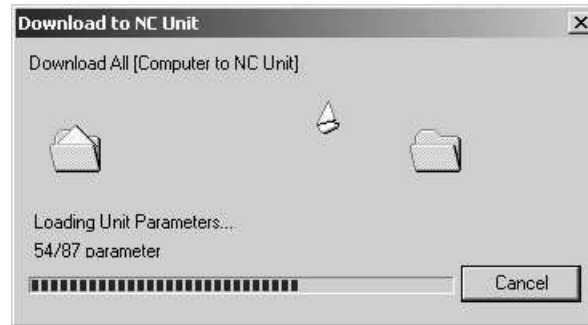 Download to NC Unit
Download All [Computer to NC Unit]
Loading Unit Parameters...
54/87 parameter
Cancel